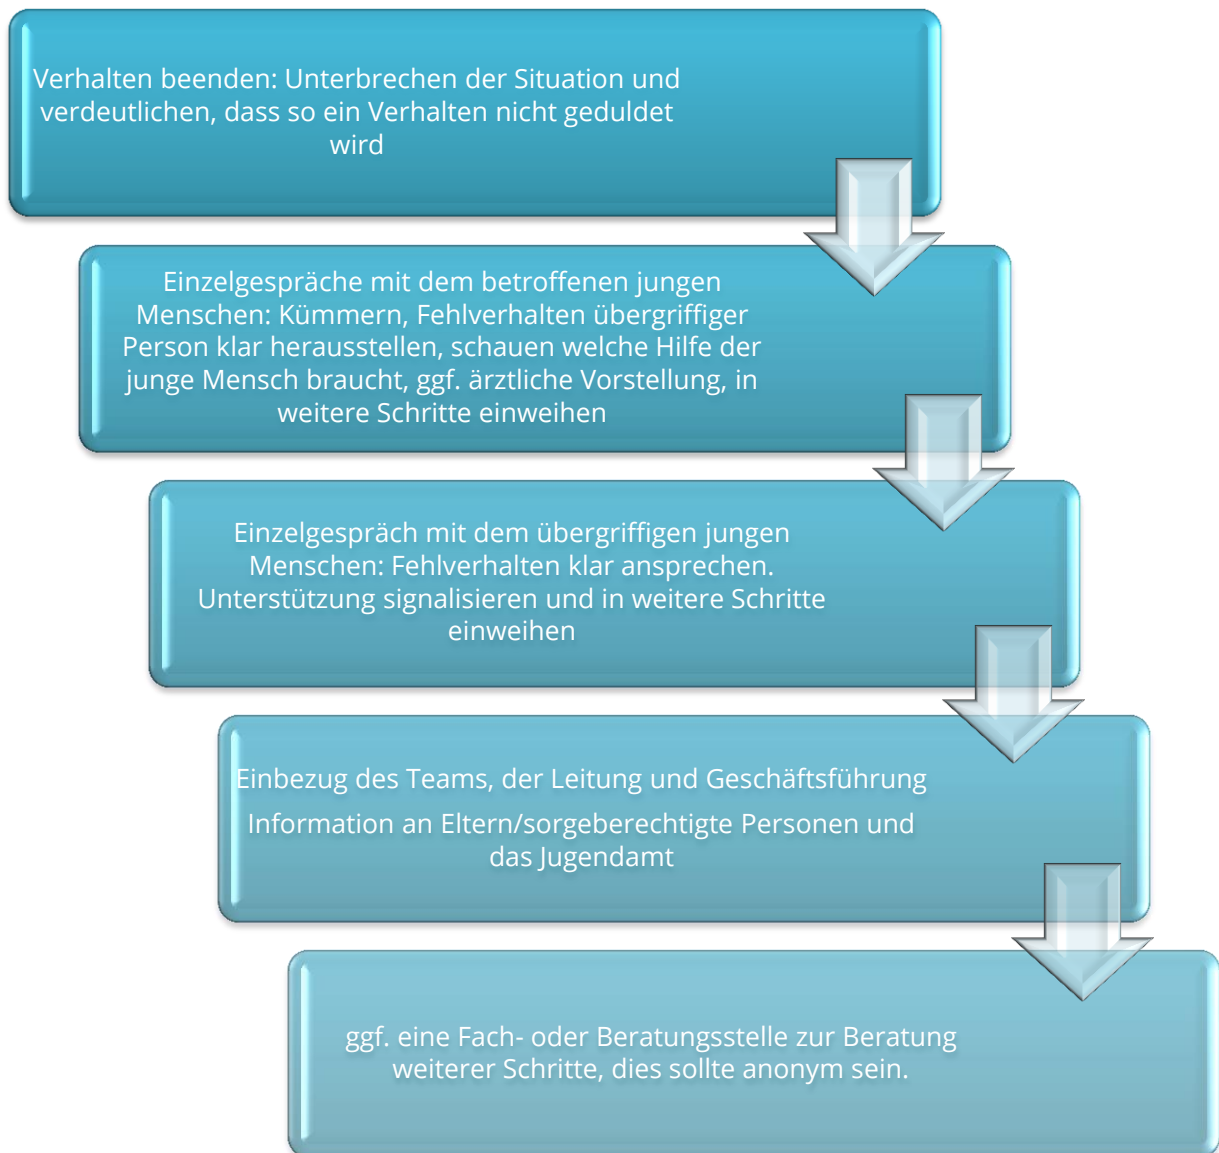 Verhalten beenden: Unterbrechen der Situation und
verdeutlichen, dass so ein Verhalten nicht geduldet
wird
Einzelgespräche mit dem betroffenen jungen
Menschen: Kümmern, Fehlverhalten übergriffiger
Person klar herausstellen, schauen welche Hilfe der
junge Mensch braucht, ggf. ärztliche Vorstellung, in
weitere Schritte einweihen
Einzelgespräch mit dem übergriffigen jungen
Menschen: Fehlverhalten klar ansprechen.
Unterstützung signalisieren und in weitere Schritte
einweihen
Einbezug des Teams, der Leitung und Geschäftsführung
Information an Eltern/sorgeberechtigte Personen und
das Jugendamt
ggf. eine Fach- oder Beratungsstelle zur Beratung
weiterer Schritte, dies sollte anonym sein.